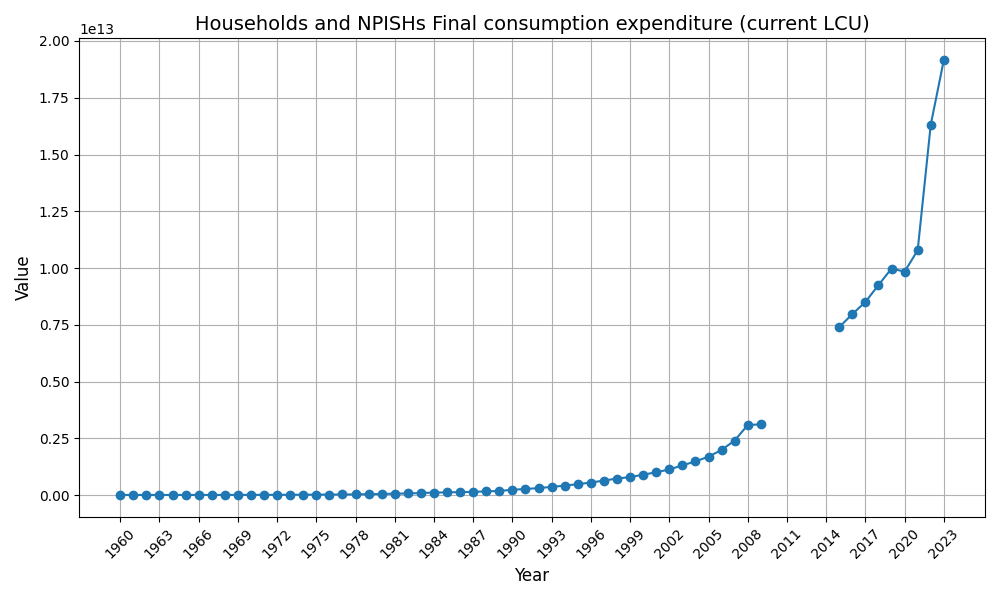 Households and NPISHs Final consumption expenditure (current LCU)
1e13
2.00
1.75
1.50
1.25
1.00
0.75
0.50
0.25
0.00
Value
1960 1963 1966 1969 1972 1975 1978 1981 1984 1987 1990 1993 1996 1999 2002 2005 2008 2011 2014 2017 2020 2023
Year